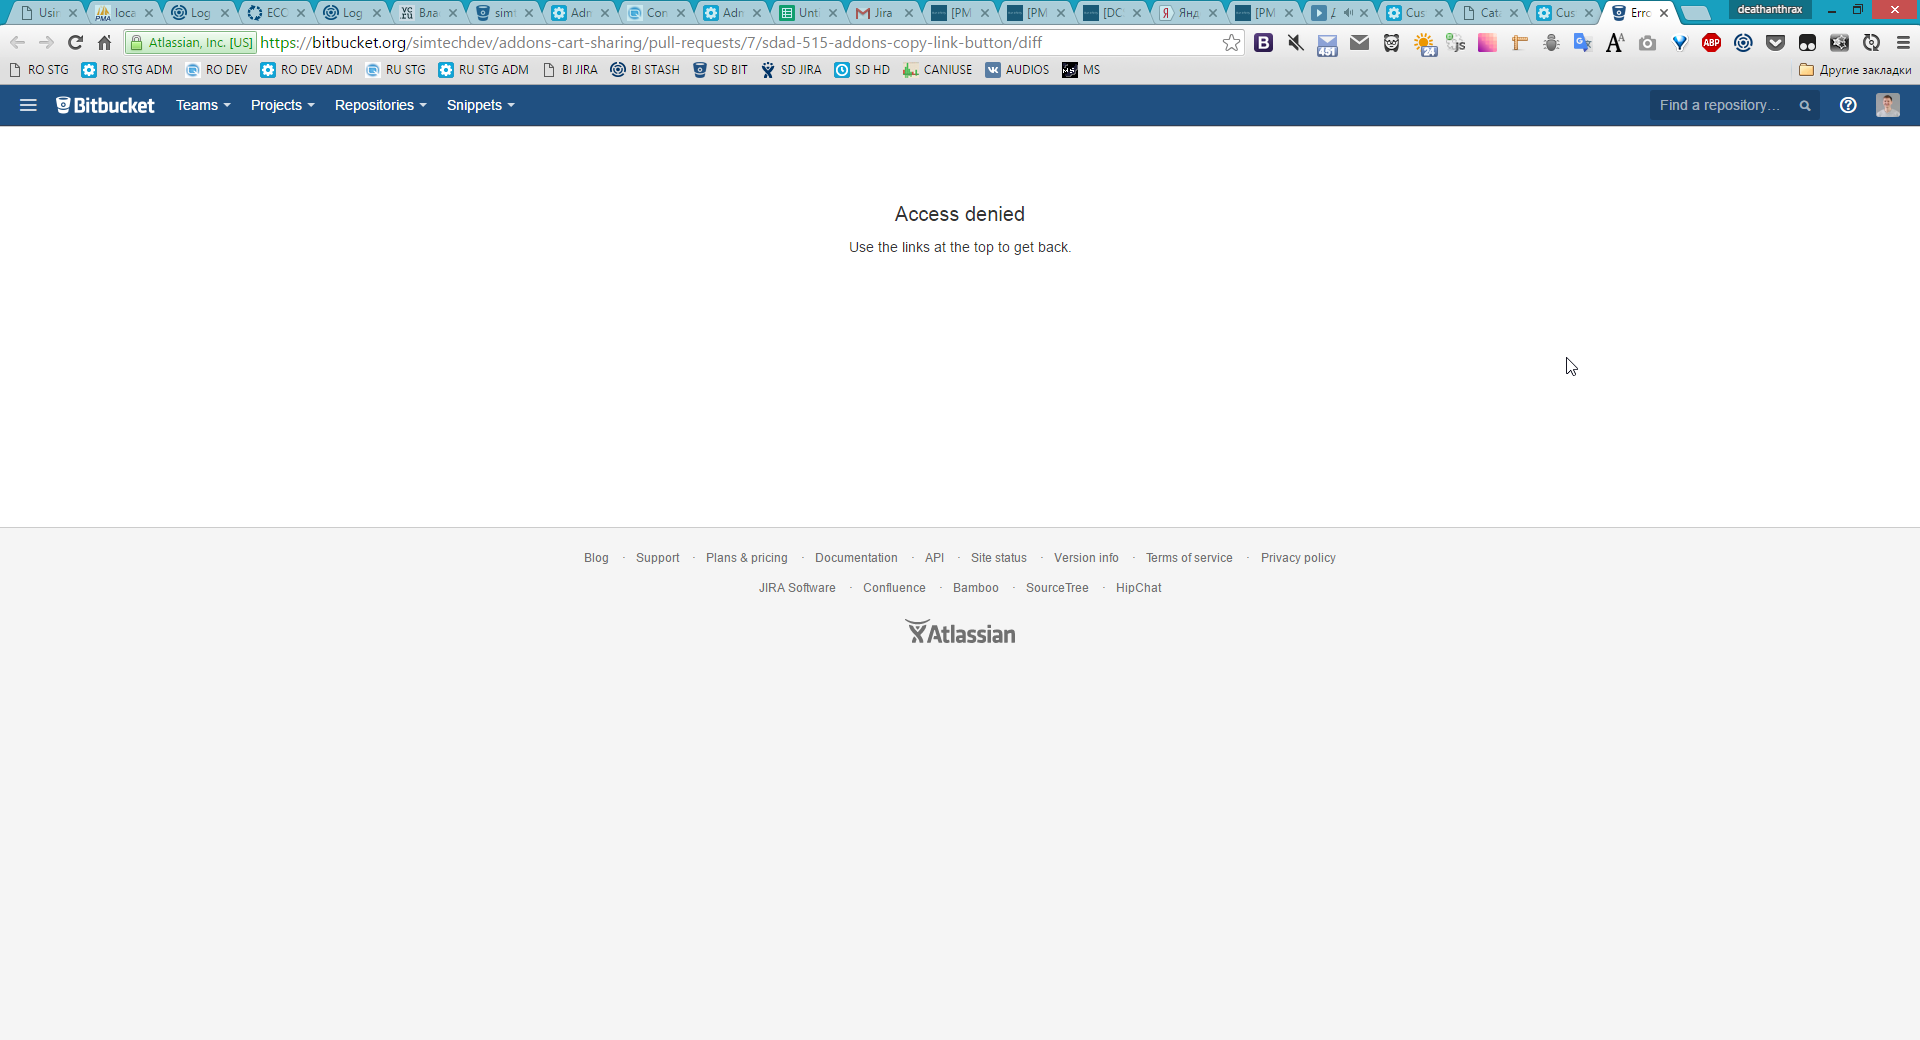 Usin loca Log ECC Log Вла simt Adn Con Adn Unti Jira [PM [PM [DC Янд [PM Cus Cata Cus Erro deathanthrax
Atlassian, Inc. [US] https://bitbucket.org/simtechdev/addons-cart-sharing/pull-requests/7/sdad-515-addons-copy-link-button/diff
RO STG RO STG ADM RO DEV RO DEV ADM RU STG RU STG ADM BI JIRA BI STASH SD BIT SD JIRA SD HD CANIUSE AUDIOS MS Другие закладки
Bitbucket Teams Projects Repositories Snippets Find a repository...
Access denied
Use the links at the top to get back.
Blog · Support · Plans & pricing · Documentation · API · Site status · Version info · Terms of service · Privacy policy
JIRA Software · Confluence · Bamboo · SourceTree · HipChat
Atlassian